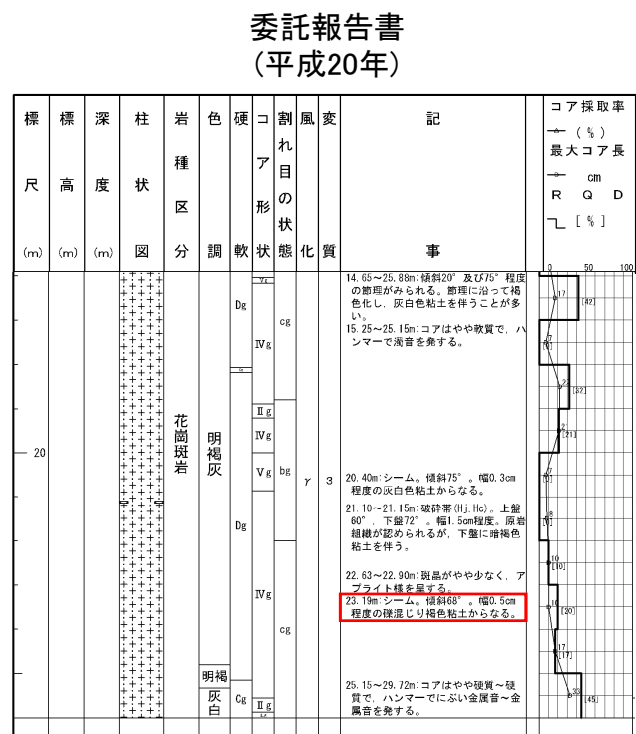 委託報告書
(平成20年)
標尺(m)
標高(m)
深度(m)
柱状図
岩種区分
色調
硬軟
コア形状
割れ目の状態
風化
変質
記事
コア採取率
(%)
最大コア長
cm
R Q D
[%]
0 50 100
14.65~25.88m:傾斜20°及び75°程度
の節理がみられる。節理に沿って褐
色化し，灰白色粘土を伴うことが多
い。
15.25~25.15m:コアはやや軟質で，ハ
ンマーで濁音を発する。
20
花崗斑岩
明褐灰
明褐
灰白
Dg
Dg
Cg
Ⅳg
Ⅱg
Ⅳg
Ⅴg
Ⅳg
Ⅱg
cg
bg
cg
γ
3
20.40m:シーム。傾斜75°。幅0.3cm
程度の灰白色粘土からなる。
21.10~21.15m:破砕帯(Hj.Hc)。上盤
60°．下盤72°。幅1.5cm程度。原岩
組織が認められるが，下盤に暗褐色
粘土を伴う。
22.63~22.90m:斑晶がやや少なく，ア
プライト様を呈する。
23.19m:シーム。傾斜68°。幅0.5cm
程度の礫混じり褐色粘土からなる。
25.15~29.72m:コアはやや硬質~硬
質で，ハンマーでにぶい金属音~金
属音を発する。
17
[42]
7
[32]
[21]
7
8
10
[10]
10
[20]
17
[17]
33
[45]